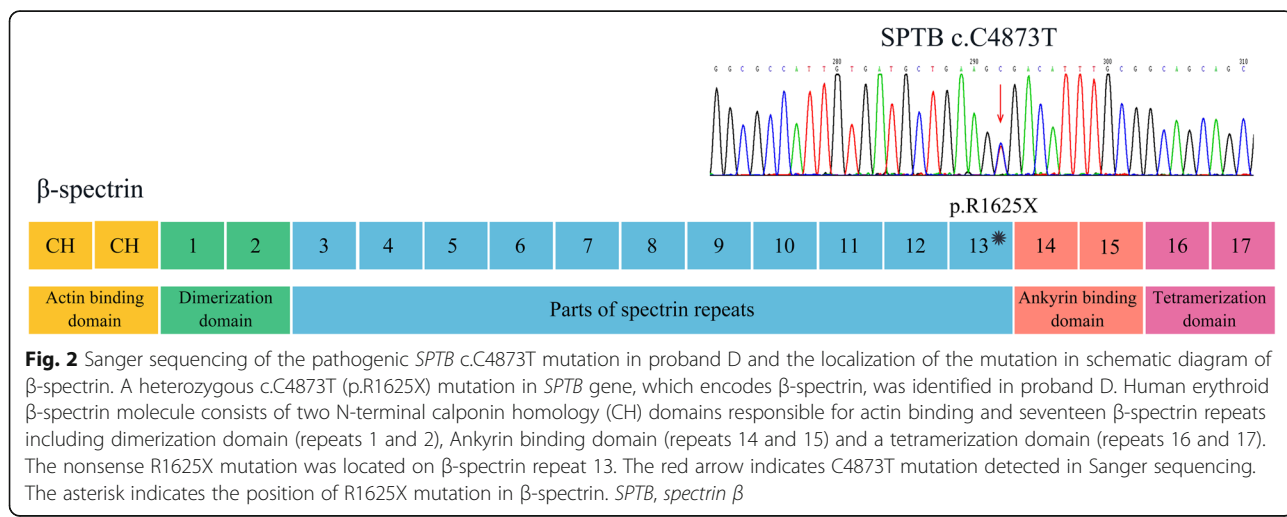 SPTB c.C4873T
280 290 300 310
G G C G C C A T T G T G A T G C T G A A G C G A C A T T T G C G G C A G C A G C
β-spectrin
p.R1625X
CH CH 1 2 3 4 5 6 7 8 9 10 11 12 13* 14 15 16 17
Actin binding domain
Dimerization domain
Parts of spectrin repeats
Ankyrin binding domain
Tetramerization domain
Fig. 2 Sanger sequencing of the pathogenic SPTB c.C4873T mutation in proband D and the localization of the mutation in schematic diagram of
β-spectrin. A heterozygous c.C4873T (p.R1625X) mutation in SPTB gene, which encodes β-spectrin, was identified in proband D. Human erythroid
β-spectrin molecule consists of two N-terminal calponin homology (CH) domains responsible for actin binding and seventeen β-spectrin repeats
including dimerization domain (repeats 1 and 2), Ankyrin binding domain (repeats 14 and 15) and a tetramerization domain (repeats 16 and 17).
The nonsense R1625X mutation was located on β-spectrin repeat 13. The red arrow indicates C4873T mutation detected in Sanger sequencing.
The asterisk indicates the position of R1625X mutation in β-spectrin. SPTB, spectrin β